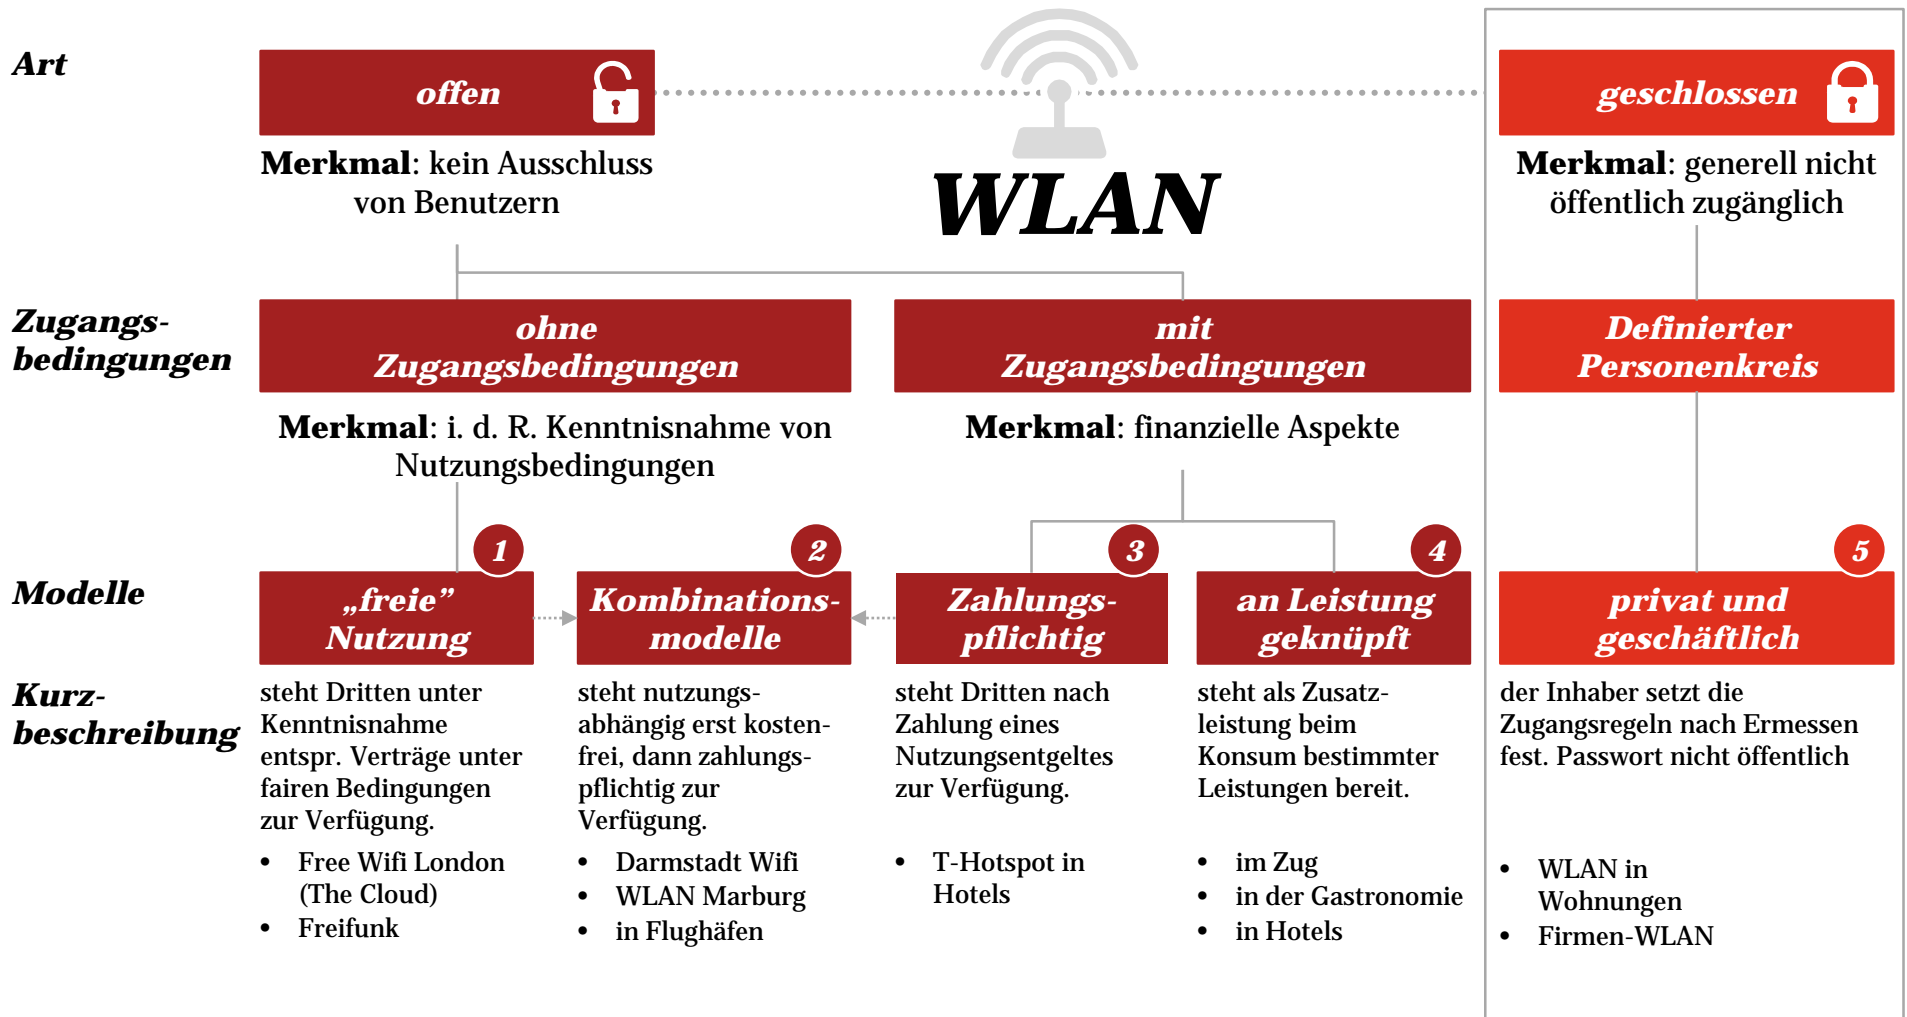 Art
offen
geschlossen
Merkmal: kein Ausschluss
von Benutzern
WLAN
Merkmal: generell nicht
öffentlich zugänglich
Zugangs-
bedingungen
ohne
Zugangsbedingungen
mit
Zugangsbedingungen
Definierter
Personenkreis
Merkmal: i. d. R. Kenntnisnahme von
Nutzungsbedingungen
Merkmal: finanzielle Aspekte
Modelle
1
„freie”
Nutzung
2
Kombinations-
modelle
3
Zahlungs-
pflichtig
4
an Leistung
geknüpft
5
privat und
geschäftlich
Kurz-
beschreibung
steht Dritten unter
Kenntnisnahme
entspr. Verträge unter
fairen Bedingungen
zur Verfügung.
• Free Wifi London
(The Cloud)
• Freifunk
steht nutzungs-
abhängig erst kosten-
frei, dann zahlungs-
pflichtig zur
Verfügung.
• Darmstadt Wifi
• WLAN Marburg
• in Flughäfen
steht Dritten nach
Zahlung eines
Nutzungsentgeltes
zur Verfügung.
• T-Hotspot in
Hotels
steht als Zusatz-
leistung beim
Konsum bestimmter
Leistungen bereit.
• im Zug
• in der Gastronomie
• in Hotels
der Inhaber setzt die
Zugangsregeln nach Ermessen
fest. Passwort nicht öffentlich
• WLAN in
Wohnungen
• Firmen-WLAN